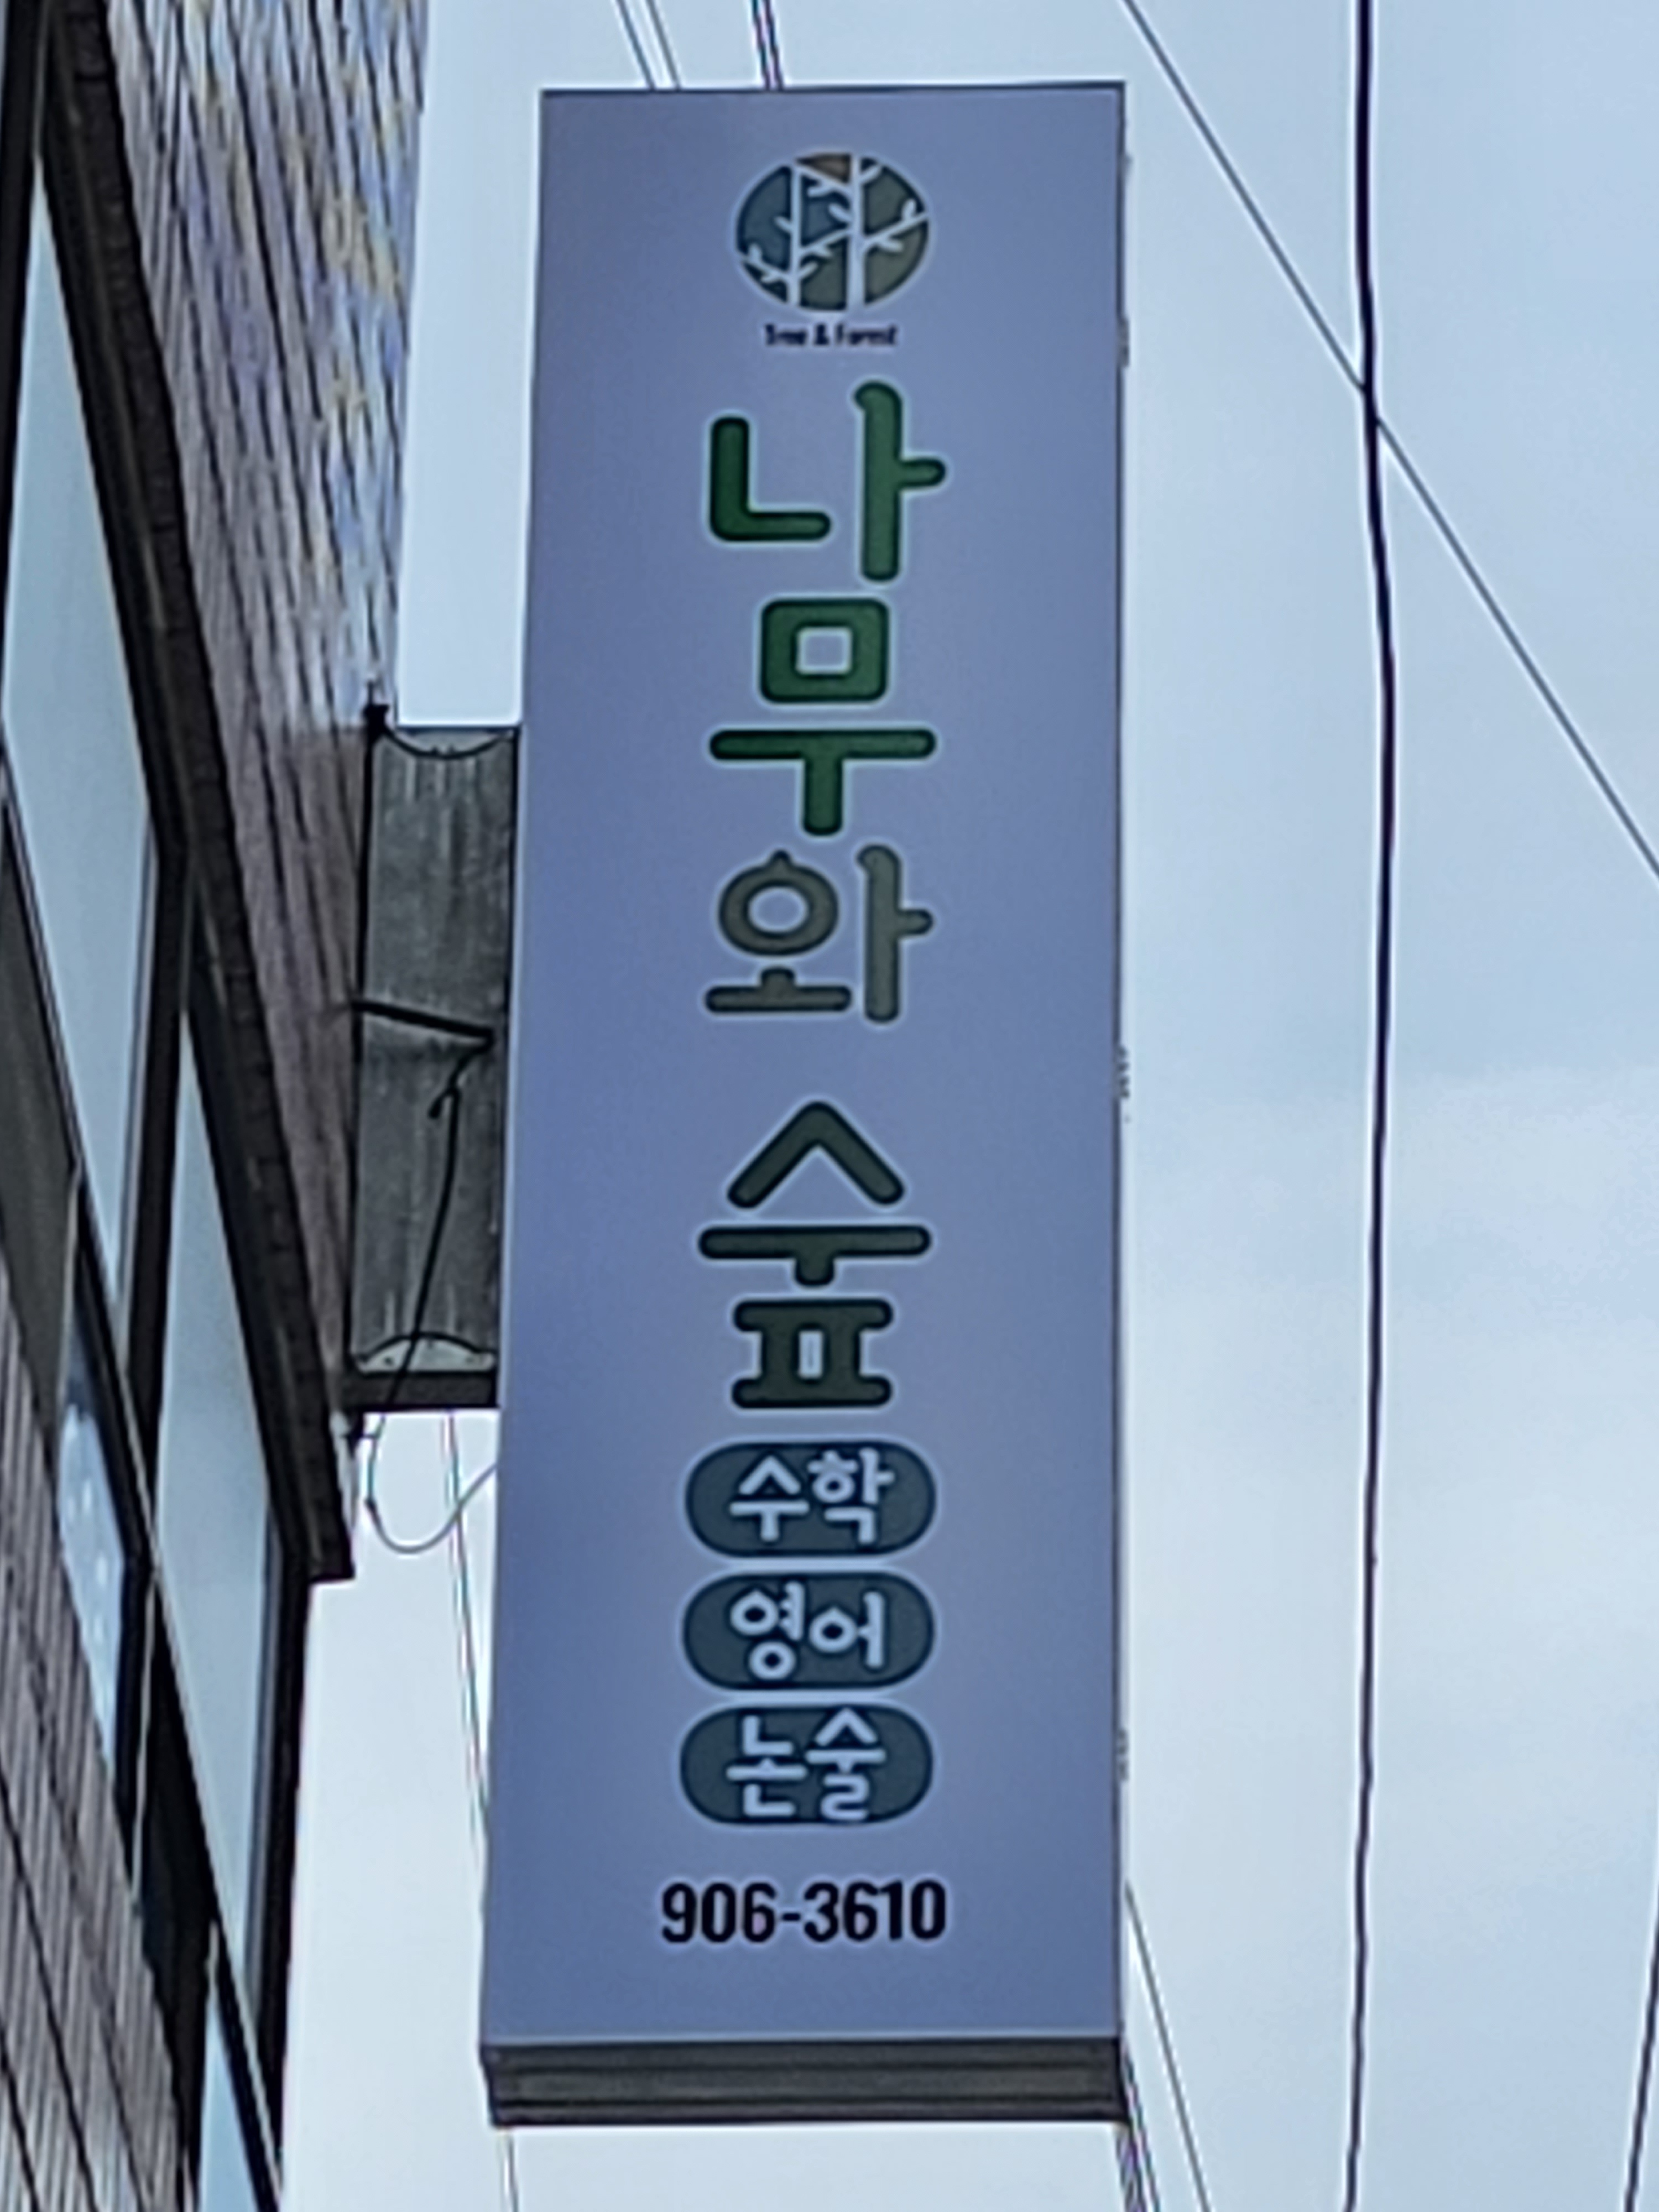 Tree & Forest
나무와 숲
수학
영어
논술
906-3610